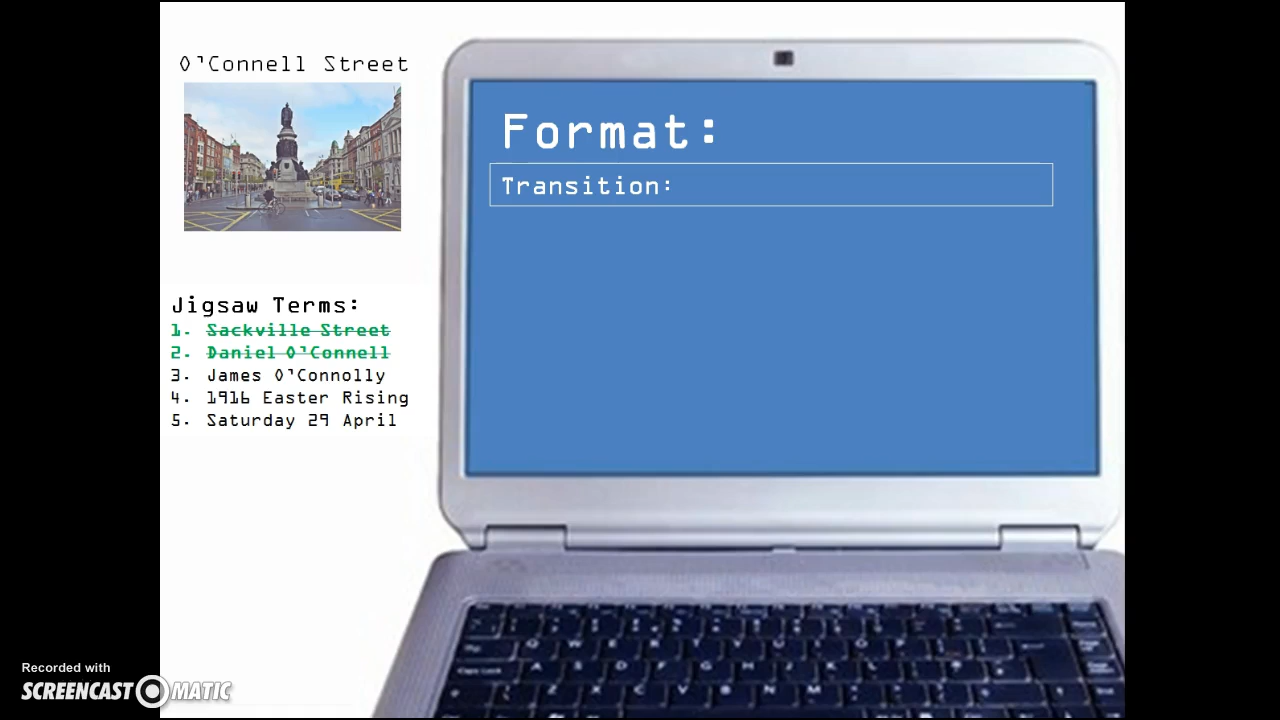 O'Connell Street
Jigsaw Terms:
1. Sackville Street
2. Daniel O'Connell
3. James O'Connolly
4. 1916 Easter Rising
5. Saturday 29 April
Format:
Transition:
Recorded with
SCREENCAST O MATIC